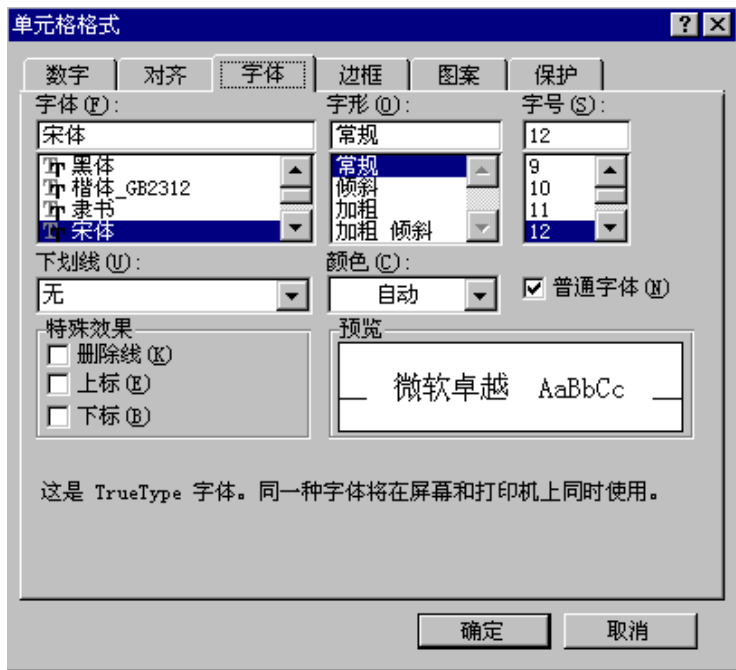 单元格格式
数字 对齐 字体 边框 图案 保护
字体(F): 字形(O): 字号(S):
宋体 常规 12
黑体 常规 9
楷体_GB2312 倾斜 10
隶书 加粗 11
宋体 加粗 倾斜 12
下划线(U): 颜色(C):
无 自动 普通字体(N)
特殊效果 预览
删除线(K)
上标(E) 微软卓越 AaBbCc
下标(B)
这是 TrueType 字体。同一种字体将在屏幕和打印机上同时使用。
确定 取消